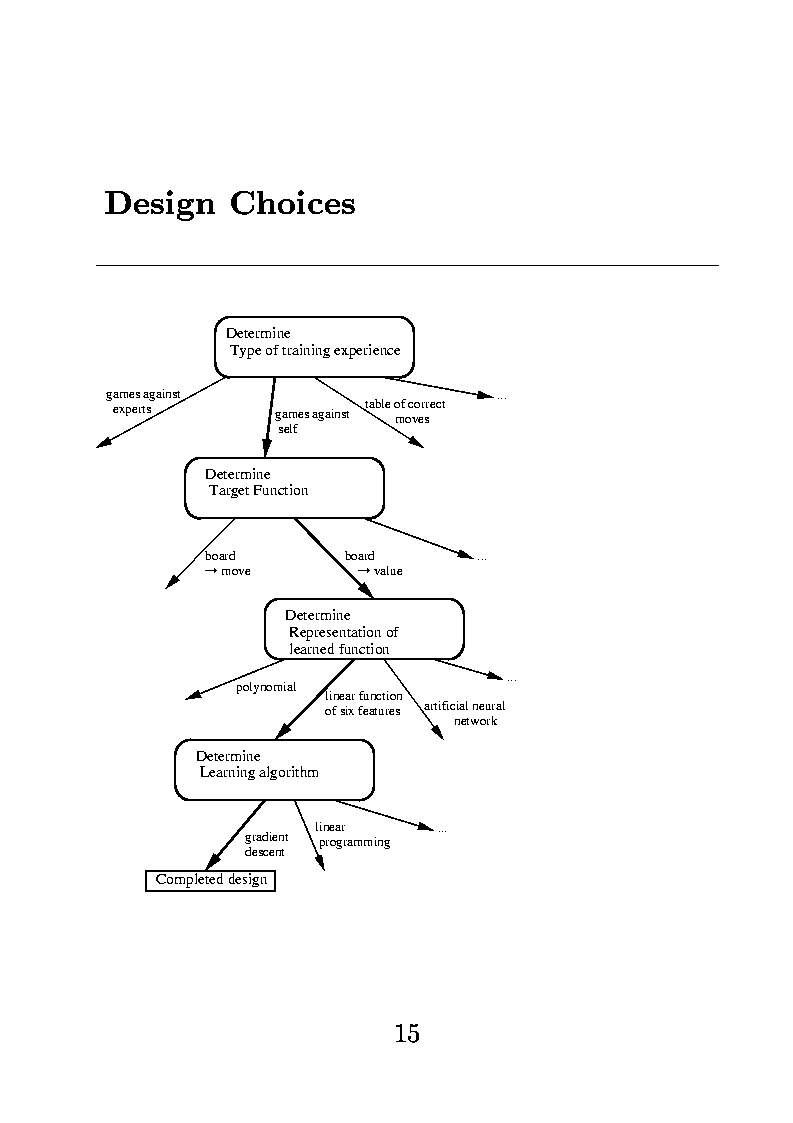 Design Choices
Determine
Type of training experience
games against
experts
games against
self
table of correct
moves
...
Determine
Target Function
board
→ move
board
→ value
...
Determine
Representation of
learned function
polynomial
linear function
of six features
artificial neural
network
...
Determine
Learning algorithm
gradient
descent
linear
programming
...
Completed design
15